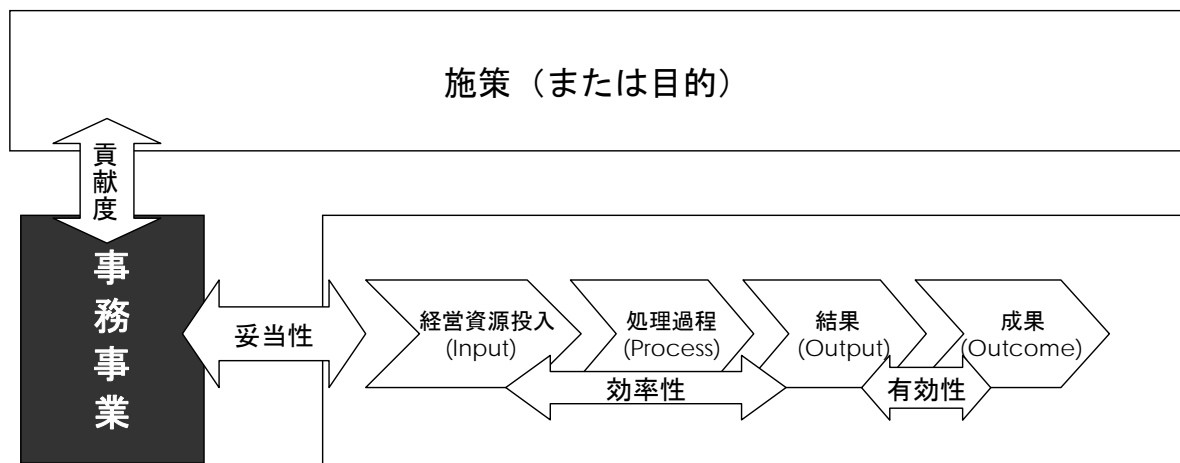 施策（または目的）
貢献度
事務事業
妥当性
経営資源投入
(Input)
処理過程
(Process)
結果
(Output)
成果
(Outcome)
効率性
有効性